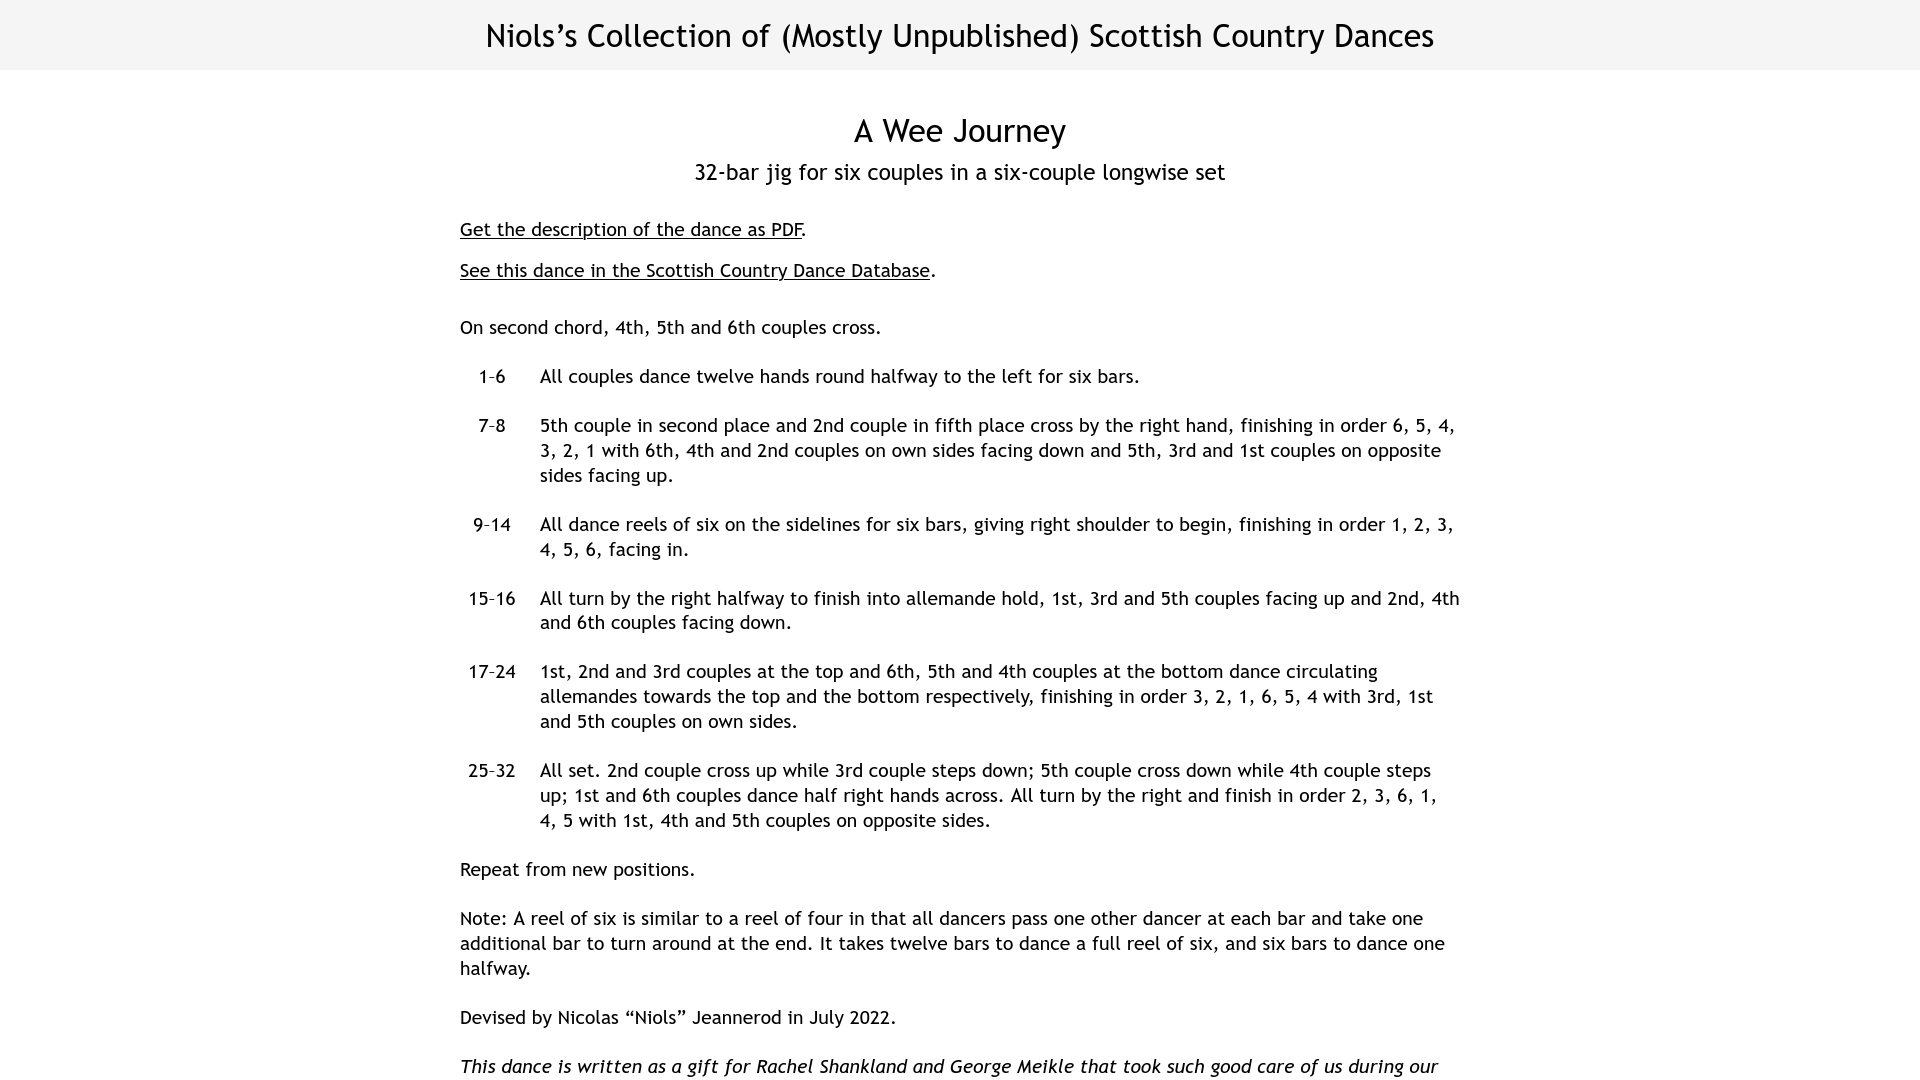 Niols’s Collection of (Mostly Unpublished) Scottish Country Dances
A Wee Journey
32-bar jig for six couples in a six-couple longwise set
Get the description of the dance as PDF.
See this dance in the Scottish Country Dance Database.
On second chord, 4th, 5th and 6th couples cross.
1–6 All couples dance twelve hands round halfway to the left for six bars.
7–8 5th couple in second place and 2nd couple in fifth place cross by the right hand, finishing in order 6, 5, 4,
3, 2, 1 with 6th, 4th and 2nd couples on own sides facing down and 5th, 3rd and 1st couples on opposite
sides facing up.
9–14 All dance reels of six on the sidelines for six bars, giving right shoulder to begin, finishing in order 1, 2, 3,
4, 5, 6, facing in.
15–16 All turn by the right halfway to finish into allemande hold, 1st, 3rd and 5th couples facing up and 2nd, 4th
and 6th couples facing down.
17–24 1st, 2nd and 3rd couples at the top and 6th, 5th and 4th couples at the bottom dance circulating
allemandes towards the top and the bottom respectively, finishing in order 3, 2, 1, 6, 5, 4 with 3rd, 1st
and 5th couples on own sides.
25–32 All set. 2nd couple cross up while 3rd couple steps down; 5th couple cross down while 4th couple steps
up; 1st and 6th couples dance half right hands across. All turn by the right and finish in order 2, 3, 6, 1,
4, 5 with 1st, 4th and 5th couples on opposite sides.
Repeat from new positions.
Note: A reel of six is similar to a reel of four in that all dancers pass one other dancer at each bar and take one
additional bar to turn around at the end. It takes twelve bars to dance a full reel of six, and six bars to dance one
halfway.
Devised by Nicolas “Niols” Jeannerod in July 2022.
This dance is written as a gift for Rachel Shankland and George Meikle that took such good care of us during our